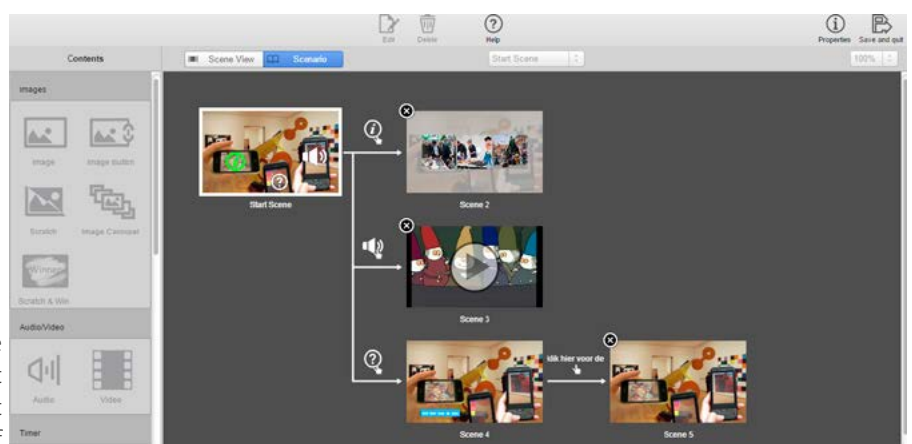 Edit Delete Help Properties Save and quit
Contents Scene View Scenario Start Scene 100%
Images
Image Image Button
Scratch Image Carousel
Winner
Scratch & Win
Audio/Video
Audio Video
Timer
Start Scene
Scene 2
Scene 3
klik hier voor de
Scene 4
Scene 5